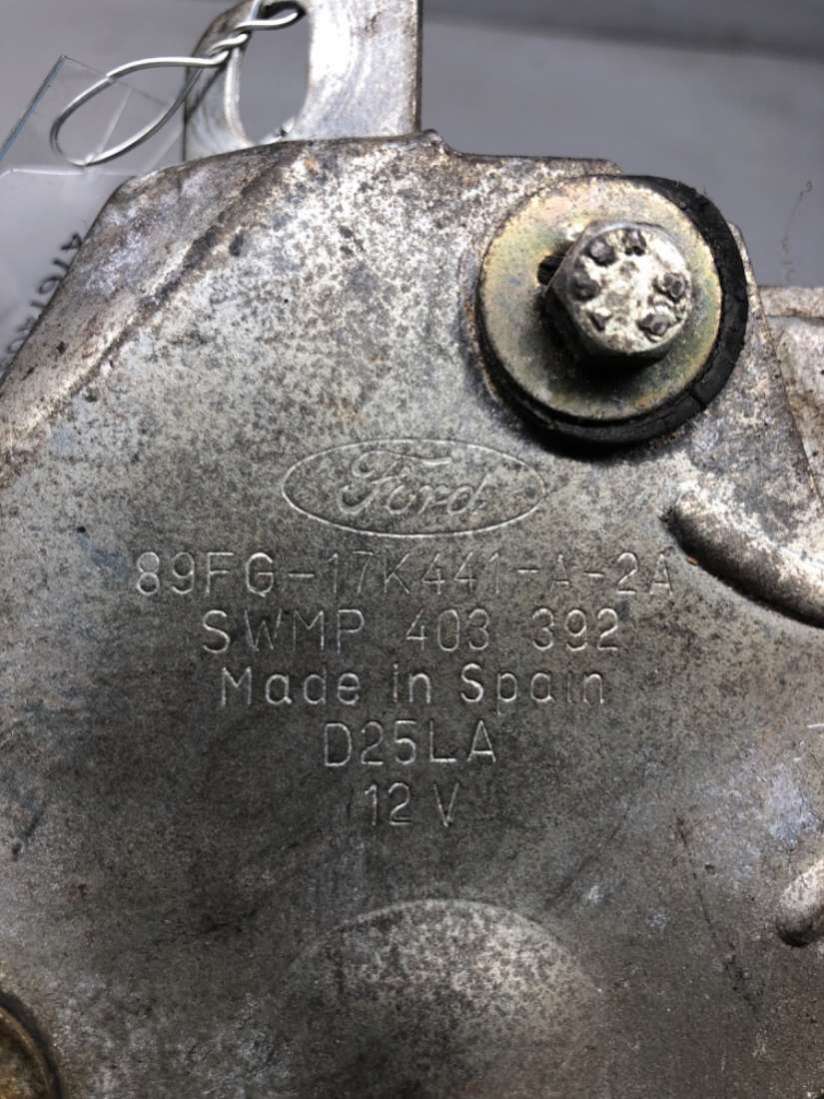 Ford
89FG-17K441-A-2A
SWMP 403 392
Made in Spain
D25LA
12 V